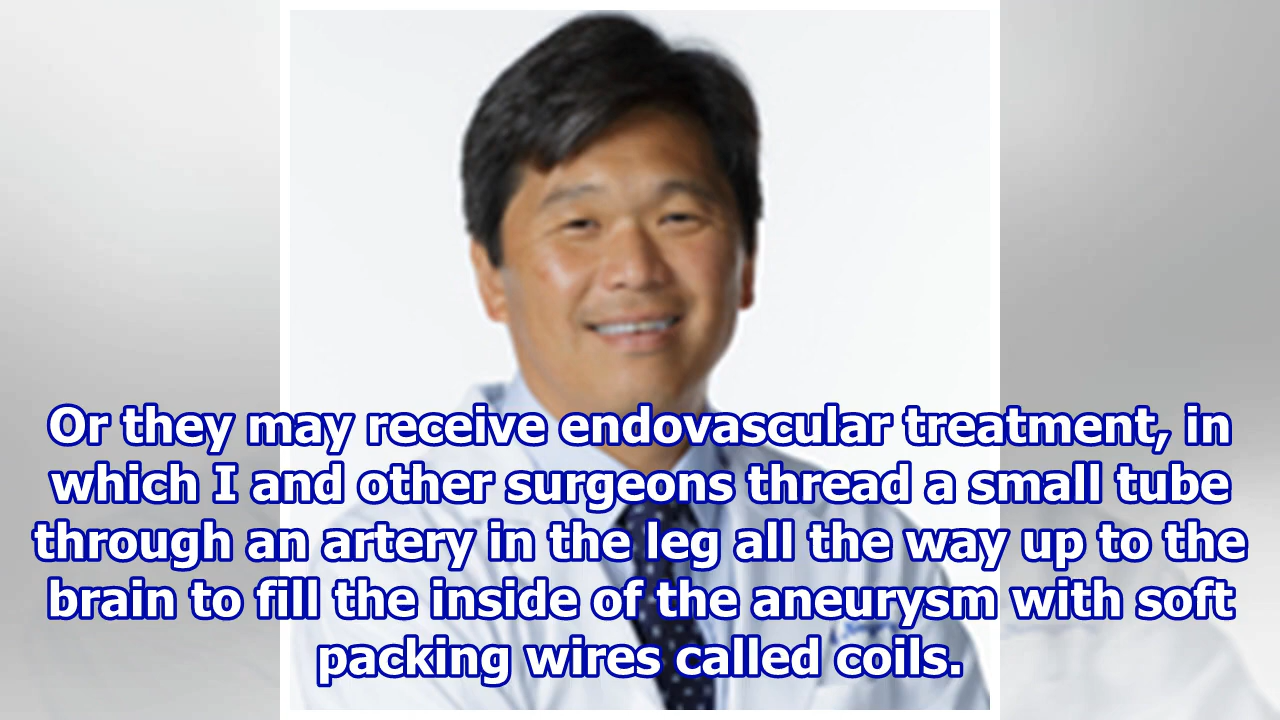 Or they may receive endovascular treatment, in
which I and other surgeons thread a small tube
through an artery in the leg all the way up to the
brain to fill the inside of the aneurysm with soft
packing wires called coils.